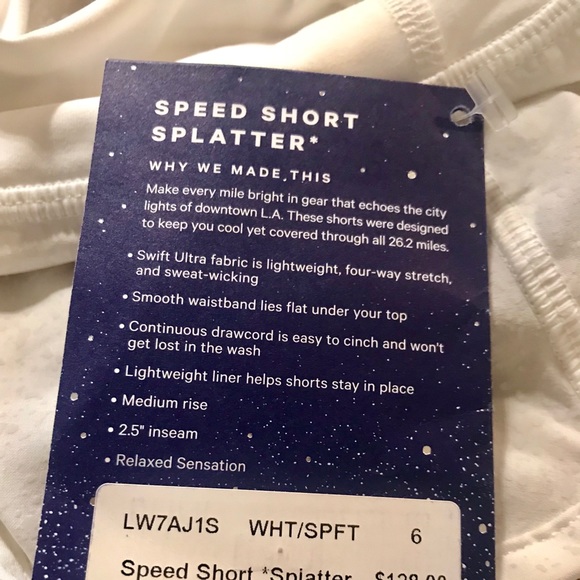 SPEED SHORT
SPLATTER*
WHY WE MADE THIS
Make every mile bright in gear that echoes the city
lights of downtown L.A. These shorts were designed
to keep you cool yet covered through all 26.2 miles.
• Swift Ultra fabric is lightweight, four-way stretch,
and sweat-wicking
• Smooth waistband lies flat under your top
• Continuous drawcord is easy to cinch and won't
get lost in the wash
• Lightweight liner helps shorts stay in place
• Medium rise
• 2.5" inseam
• Relaxed Sensation
LW7AJ1S WHT/SPFT 6
Speed Short *Splatter